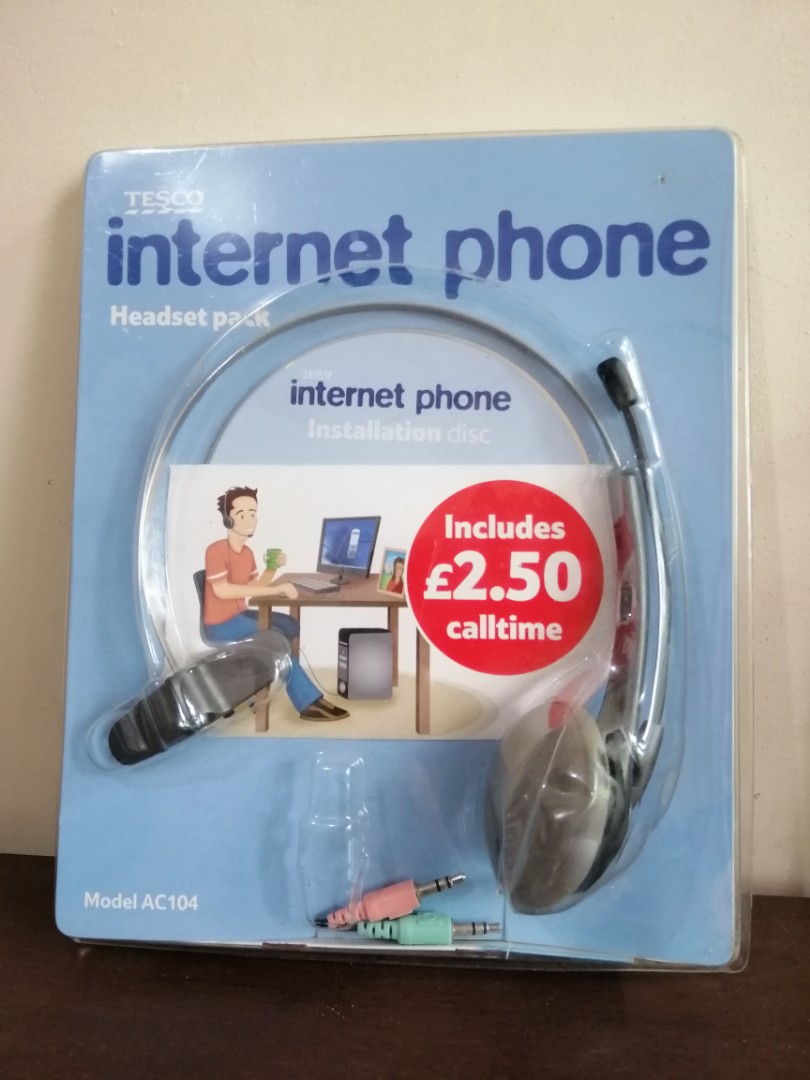 TESCO
internet phone
Headset pack
TESCO
internet phone
Installation disc
Includes
£2.50
calltime
Model AC104